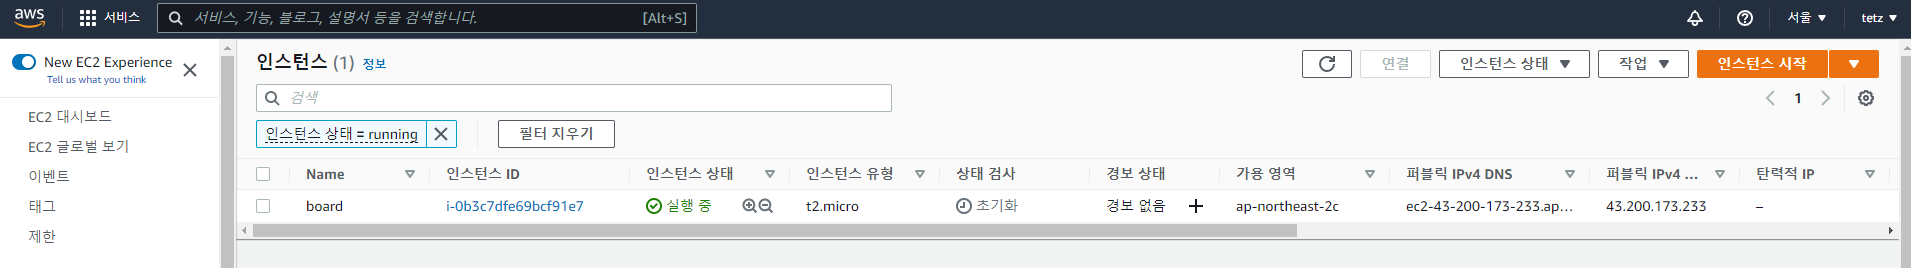 aws 서비스 서비스, 기능, 블로그, 설명서 등을 검색합니다. [Alt+S] 서울 ▼ tetz ▼
New EC2 Experience
Tell us what you think
EC2 대시보드
EC2 글로벌 보기
이벤트
태그
제한
인스턴스 (1) 정보
연결 인스턴스 상태 ▼ 작업 ▼ 인스턴스 시작 ▼
검색
1
인스턴스 상태 = running 필터 지우기
Name 인스턴스 ID 인스턴스 상태 인스턴스 유형 상태 검사 경보 상태 가용 영역 퍼블릭 IPv4 DNS 퍼블릭 IPv4 ... 탄력적 IP
board i-0b3c7dfe69bcf91e7 실행 중 t2.micro 초기화 경보 없음 + ap-northeast-2c ec2-43-200-173-233.ap... 43.200.173.233 –